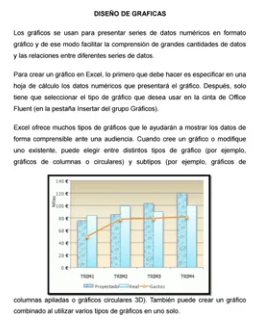 DISEÑO DE GRAFICAS
Los gráficos se usan para presentar series de datos numéricos en formato
gráfico y de ese modo facilitar la comprensión de grandes cantidades de datos
y las relaciones entre diferentes series de datos.
Para crear un gráfico en Excel, lo primero que debe hacer es especificar en una
hoja de cálculo los datos numéricos que presentará el gráfico. Después, solo
tiene que seleccionar el tipo de gráfico que desea usar en la cinta de Office
Fluent (en la pestaña Insertar del grupo Gráficos).
Excel ofrece muchos tipos de gráficos que le ayudarán a mostrar los datos de
forma comprensible ante una audiencia. Cuando cree un gráfico o modifique
uno existente, puede elegir entre distintos tipos de gráfico (por ejemplo,
gráficos de columnas o circulares) y subtipos (por ejemplo, gráficos de
140 €
120 €
100 €
80 €
60 €
40 €
20 €
0 €
Miles
TRIM1 TRIM2 TRIM3 TRIM4
Proyectado Real Gastos
columnas apiladas o gráficos circulares 3D). También puede crear un gráfico
combinado al utilizar varios tipos de gráficos en uno solo.